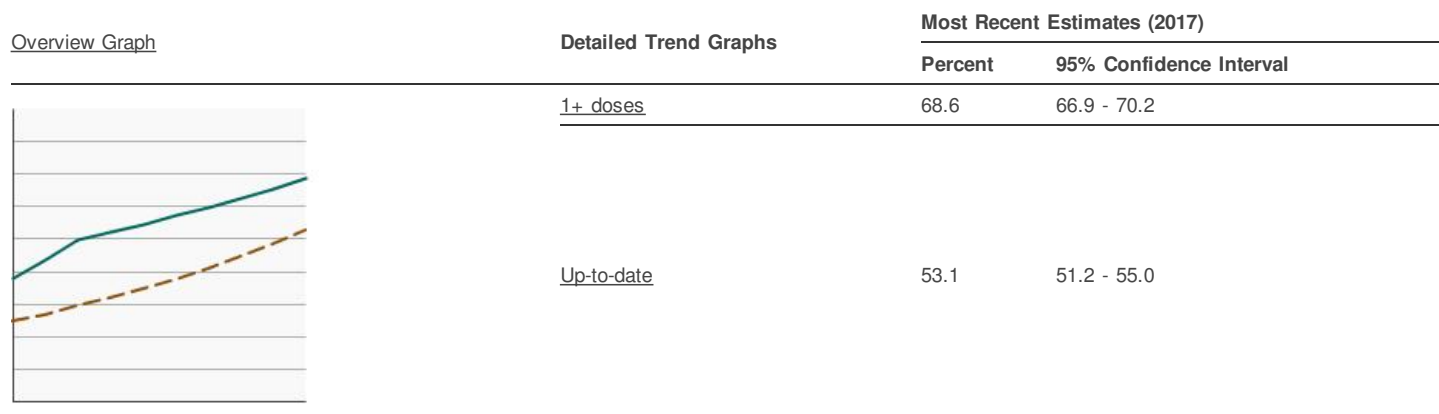 Overview Graph
Detailed Trend Graphs
Most Recent Estimates (2017)
Percent
95% Confidence Interval
1+ doses
68.6
66.9 - 70.2
Up-to-date
53.1
51.2 - 55.0